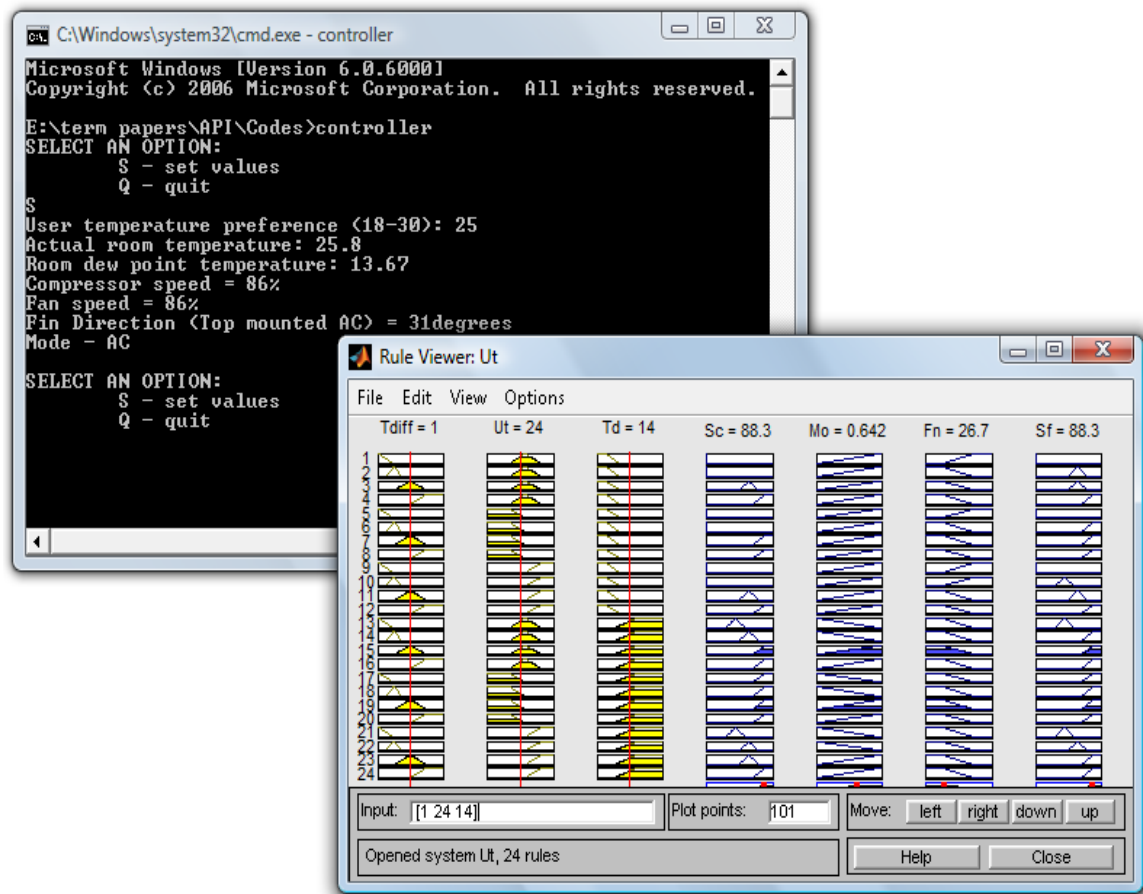 C:\Windows\system32\cmd.exe - controller
Microsoft Windows [Version 6.0.6000]
Copyright (c) 2006 Microsoft Corporation.  All rights reserved.
E:\term papers\API\Codes>controller
SELECT AN OPTION:
S - set values
Q - quit
S
User temperature preference (18-30): 25
Actual room temperature: 25.8
Room dew point temperature: 13.67
Compressor speed = 86%
Fan speed = 86%
Fin Direction (Top mounted AC) = 31degrees
Mode - AC
SELECT AN OPTION:
S - set values
Q - quit
Rule Viewer: Ut
File Edit View Options
Tdiff = 1 Ut = 24 Td = 14 Sc = 88.3 Mo = 0.642 Fn = 26.7 Sf = 88.3
1
2
3
4
5
6
7
8
9
10
11
12
13
14
15
16
17
18
19
20
21
22
23
24
Input: [1 24 14] Plot points: 101 Move: left right down up
Opened system Ut, 24 rules Help Close